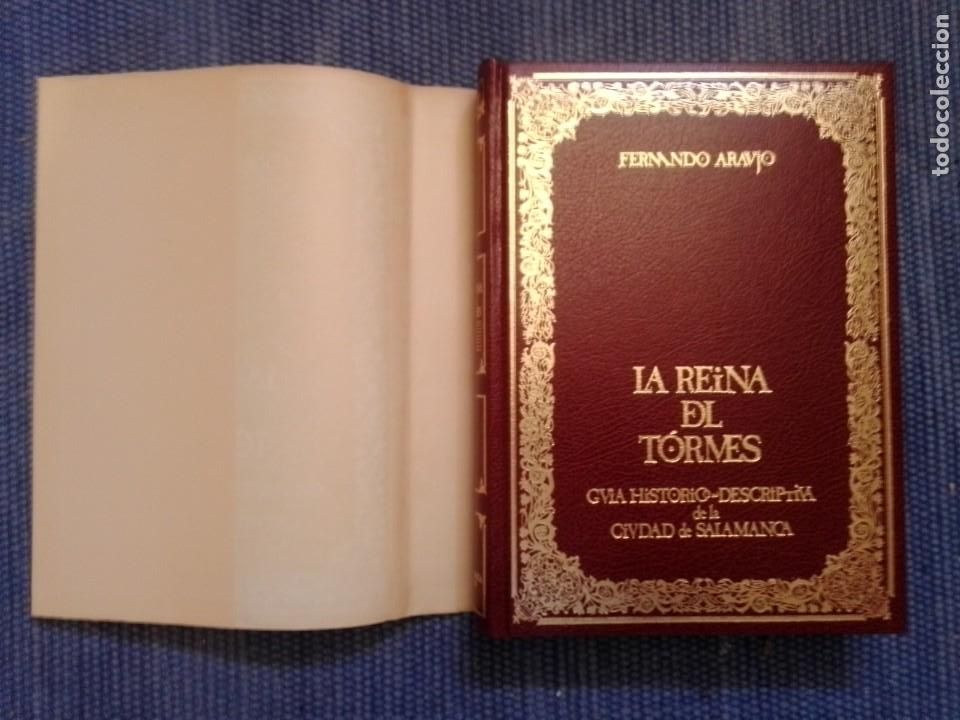 FERNANDO ARAVJO
LA REiNA
DEL
TÓRMES
GVIA HiSTORiCO-DESCRiPTiVA
de la
CIVDAD de SALAMANCA
todocoleccion